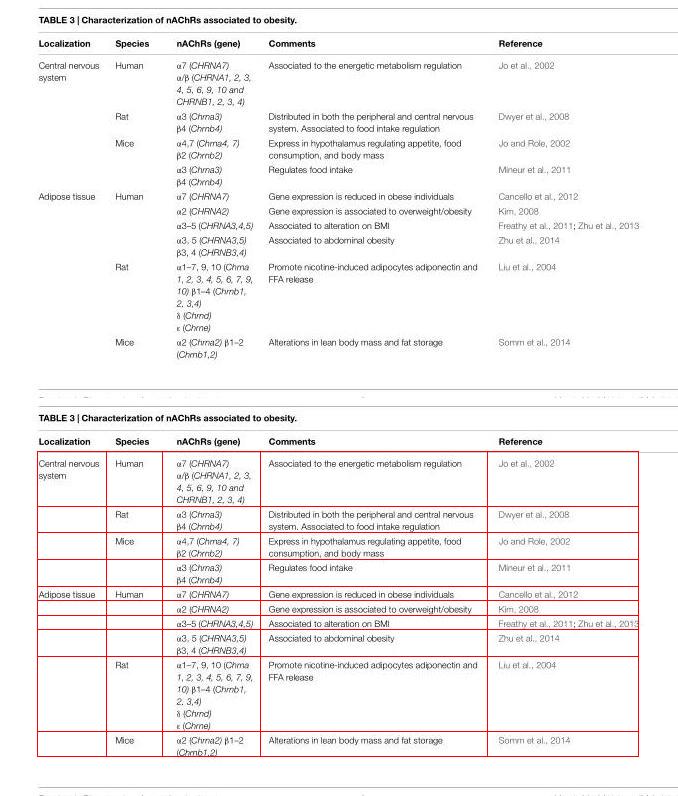 TABLE 3 | Characterization of nAChRs associated to obesity.
Localization Species nAChRs (gene) Comments Reference
Central nervous Human α7 (CHRNA7) Associated to the energetic metabolism regulation Jo et al., 2002
system α/β (CHRNA1, 2, 3,
4, 5, 6, 9, 10 and
CHRNB1, 2, 3, 4)
Rat α3 (Chrna3) Distributed in both the peripheral and central nervous Dwyer et al., 2008
β4 (Chrnb4) system. Associated to food intake regulation
Mice α4,7 (Chrna4, 7) Express in hypothalamus regulating appetite, food Jo and Role, 2002
β2 (Chrnb2) consumption, and body mass
α3 (Chrna3) Regulates food intake Mineur et al., 2011
β4 (Chrnb4)
Adipose tissue Human α7 (CHRNA7) Gene expression is reduced in obese individuals Cancello et al., 2012
α2 (CHRNA2) Gene expression is associated to overweight/obesity Kim, 2008
α3–5 (CHRNA3,4,5) Associated to alteration on BMI Freathy et al., 2011; Zhu et al., 2013
α3, 5 (CHRNA3,5) Associated to abdominal obesity Zhu et al., 2014
β3, 4 (CHRNB3,4)
Rat α1–7, 9, 10 (Chrna Promote nicotine-induced adipocytes adiponectin and Liu et al., 2004
1, 2, 3, 4, 5, 6, 7, 9, FFA release
10) β1–4 (Chrnb1,
2, 3,4)
δ (Chrnd)
ε (Chrne)
Mice α2 (Chrna2) β1–2 Alterations in lean body mass and fat storage Somm et al., 2014
(Chrnb1,2)
TABLE 3 | Characterization of nAChRs associated to obesity.
Localization Species nAChRs (gene) Comments Reference
Central nervous Human α7 (CHRNA7) Associated to the energetic metabolism regulation Jo et al., 2002
system α/β (CHRNA1, 2, 3,
4, 5, 6, 9, 10 and
CHRNB1, 2, 3, 4)
Rat α3 (Chrna3) Distributed in both the peripheral and central nervous Dwyer et al., 2008
β4 (Chrnb4) system. Associated to food intake regulation
Mice α4,7 (Chrna4, 7) Express in hypothalamus regulating appetite, food Jo and Role, 2002
β2 (Chrnb2) consumption, and body mass
α3 (Chrna3) Regulates food intake Mineur et al., 2011
β4 (Chrnb4)
Adipose tissue Human α7 (CHRNA7) Gene expression is reduced in obese individuals Cancello et al., 2012
α2 (CHRNA2) Gene expression is associated to overweight/obesity Kim, 2008
α3–5 (CHRNA3,4,5) Associated to alteration on BMI Freathy et al., 2011; Zhu et al., 2013
α3, 5 (CHRNA3,5) Associated to abdominal obesity Zhu et al., 2014
β3, 4 (CHRNB3,4)
Rat α1–7, 9, 10 (Chrna Promote nicotine-induced adipocytes adiponectin and Liu et al., 2004
1, 2, 3, 4, 5, 6, 7, 9, FFA release
10) β1–4 (Chrnb1,
2, 3,4)
δ (Chrnd)
ε (Chrne)
Mice α2 (Chrna2) β1–2 Alterations in lean body mass and fat storage Somm et al., 2014
(Chrnb1,2)